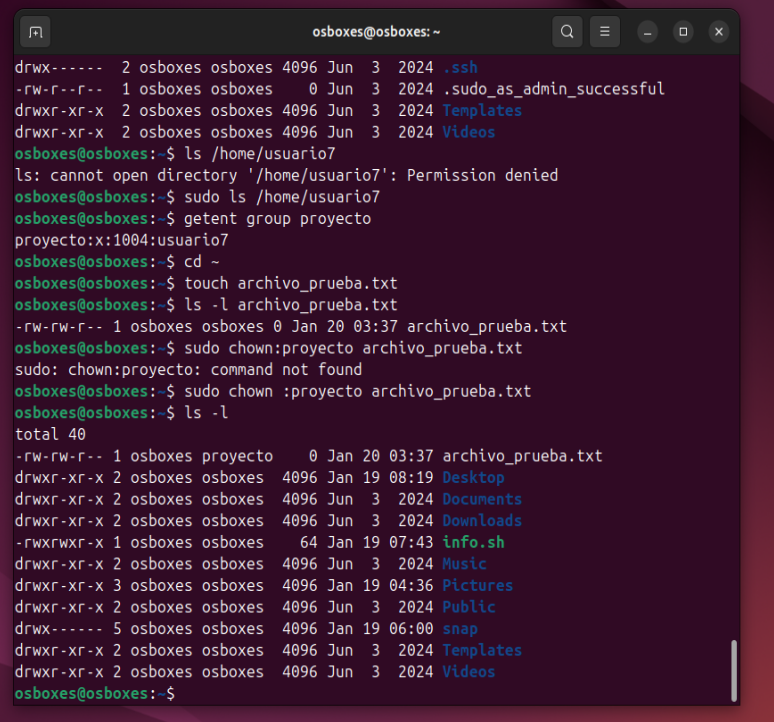 osboxes@osboxes: ~
drwx------  2 osboxes osboxes 4096 Jun  3  2024 .ssh
-rw-r--r--  1 osboxes osboxes    0 Jun  3  2024 .sudo_as_admin_successful
drwxr-xr-x  2 osboxes osboxes 4096 Jun  3  2024 Templates
drwxr-xr-x  2 osboxes osboxes 4096 Jun  3  2024 Videos
osboxes@osboxes:~$ ls /home/usuario7
ls: cannot open directory '/home/usuario7': Permission denied
osboxes@osboxes:~$ sudo ls /home/usuario7
osboxes@osboxes:~$ getent group proyecto
proyecto:x:1004:usuario7
osboxes@osboxes:~$ cd ~
osboxes@osboxes:~$ touch archivo_prueba.txt
osboxes@osboxes:~$ ls -l archivo_prueba.txt
-rw-rw-r-- 1 osboxes osboxes 0 Jan 20 03:37 archivo_prueba.txt
osboxes@osboxes:~$ sudo chown:proyecto archivo_prueba.txt
sudo: chown:proyecto: command not found
osboxes@osboxes:~$ sudo chown :proyecto archivo_prueba.txt
osboxes@osboxes:~$ ls -l
total 40
-rw-rw-r-- 1 osboxes proyecto    0 Jan 20 03:37 archivo_prueba.txt
drwxr-xr-x 2 osboxes osboxes  4096 Jan 19 08:19 Desktop
drwxr-xr-x 2 osboxes osboxes  4096 Jun  3  2024 Documents
drwxr-xr-x 2 osboxes osboxes  4096 Jun  3  2024 Downloads
-rwxrwxr-x 1 osboxes osboxes    64 Jan 19 07:43 info.sh
drwxr-xr-x 2 osboxes osboxes  4096 Jun  3  2024 Music
drwxr-xr-x 3 osboxes osboxes  4096 Jan 19 04:36 Pictures
drwxr-xr-x 2 osboxes osboxes  4096 Jun  3  2024 Public
drwx------ 5 osboxes osboxes  4096 Jan 19 06:00 snap
drwxr-xr-x 2 osboxes osboxes  4096 Jun  3  2024 Templates
drwxr-xr-x 2 osboxes osboxes  4096 Jun  3  2024 Videos
osboxes@osboxes:~$